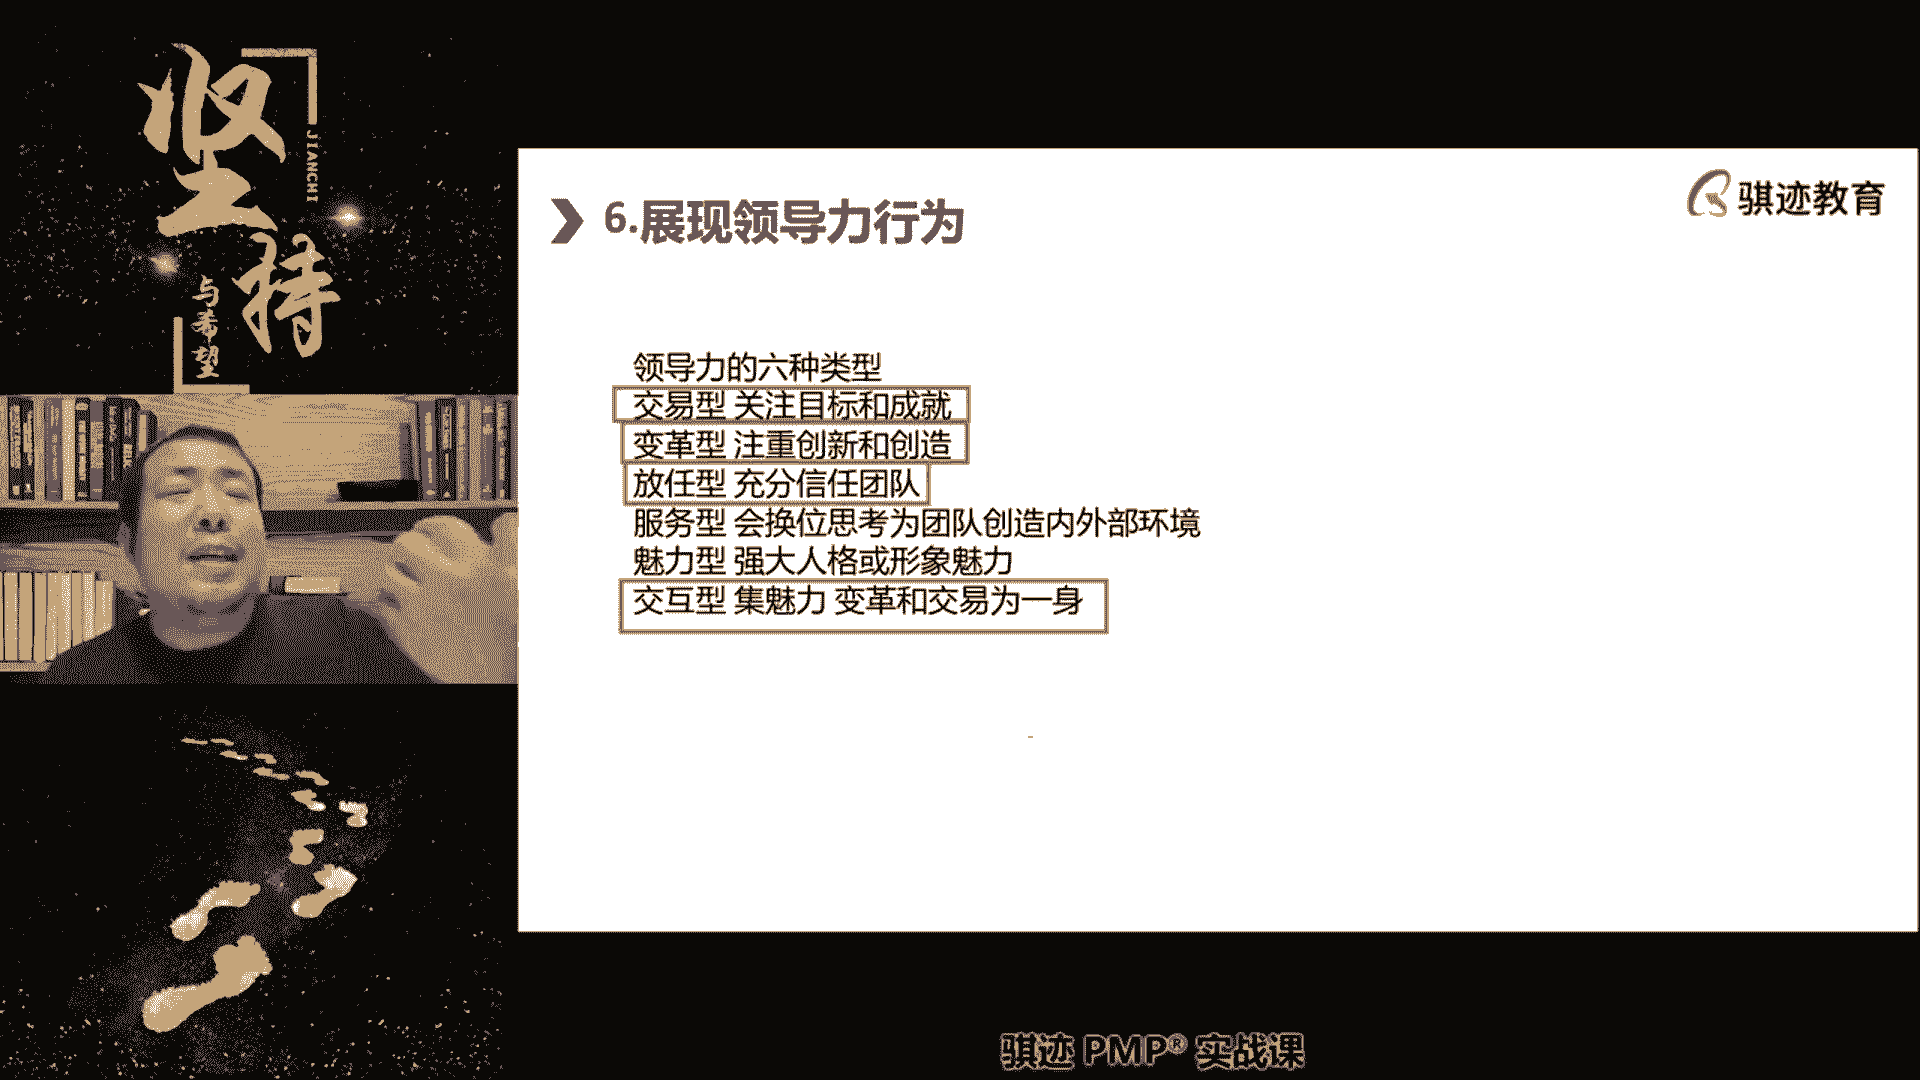 坚持
JIANCHI
与希望
骐迹教育
6.展现领导力行为
领导力的六种类型
交易型 关注目标和成就
变革型 注重创新和创造
放任型 充分信任团队
服务型 会换位思考为团队创造内外部环境
魅力型 强大人格或形象魅力
交互型 集魅力 变革和交易为一身
骐迹 PMP® 实战课